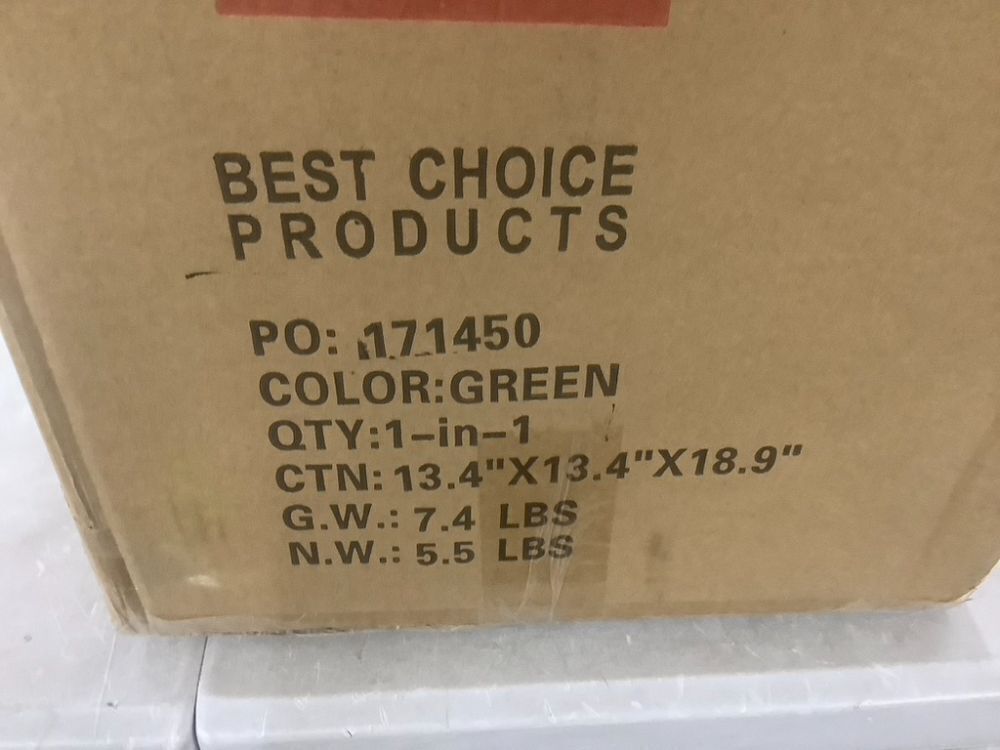 BEST CHOICE
PRODUCTS
PO: 171450
COLOR:GREEN
QTY:1-in-1
CTN: 13.4"X13.4"X18.9"
G.W.: 7.4 LBS
N.W.: 5.5 LBS